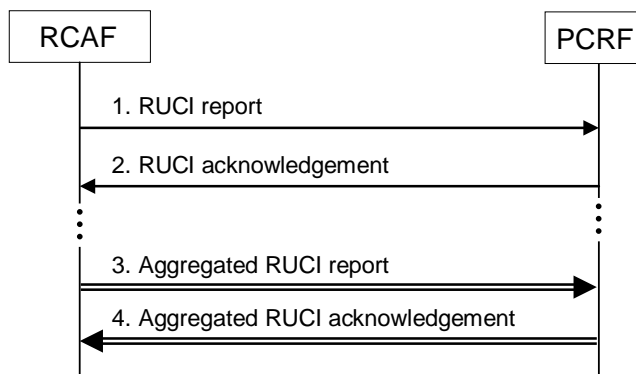 RCAF
PCRF
1. RUCI report
2. RUCI acknowledgement
3. Aggregated RUCI report
4. Aggregated RUCI acknowledgement